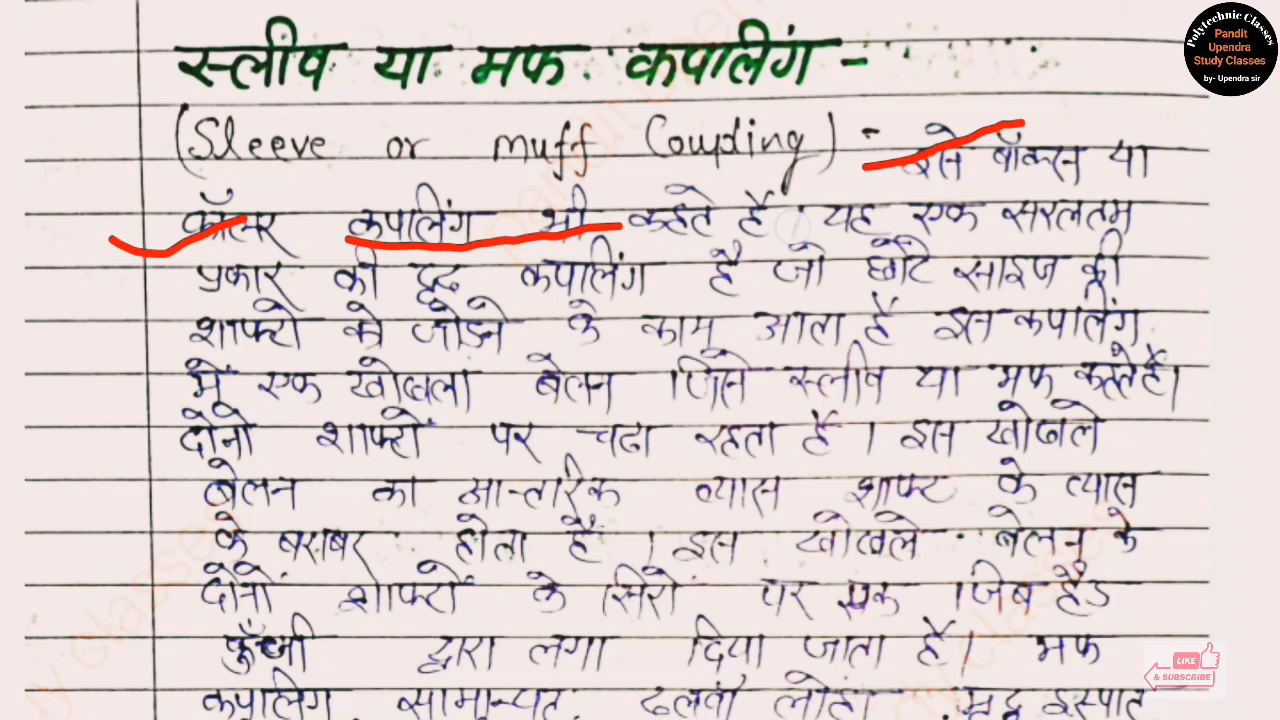 स्लीव या मफ कपलिंग -
(Sleeve or muff Coupling) :- इसे बॉक्स या
कॉलर कपलिंग भी कहते है। यह एक सरलतम
प्रकार की दृढ कपलिंग है जो छोटे साइज की
शाफ्टो को जोडने के काम आता है इस कपलिंग
में एक खोखला बेलन जिसे स्लीव या मफ कहते है।
दोनो शाफ्टों पर चढा रहता है। इस खोखले
बेलन का आन्तरिक व्यास शाफ्ट के व्यास
के बराबर होता है। इस खोखले बेलन के
दोनो शाफ्टों के सिरों पर एक जिब हैड
कुँजी द्वारा लगा दिया जाता है। मफ
कपलिंग सामान्यत ढलवाँ लोहा मृदु इस्पात
Polytechnic Classes
Pandit
Upendra
Study Classes
by- Upendra sir
LIKE
& SUBSCRIBE